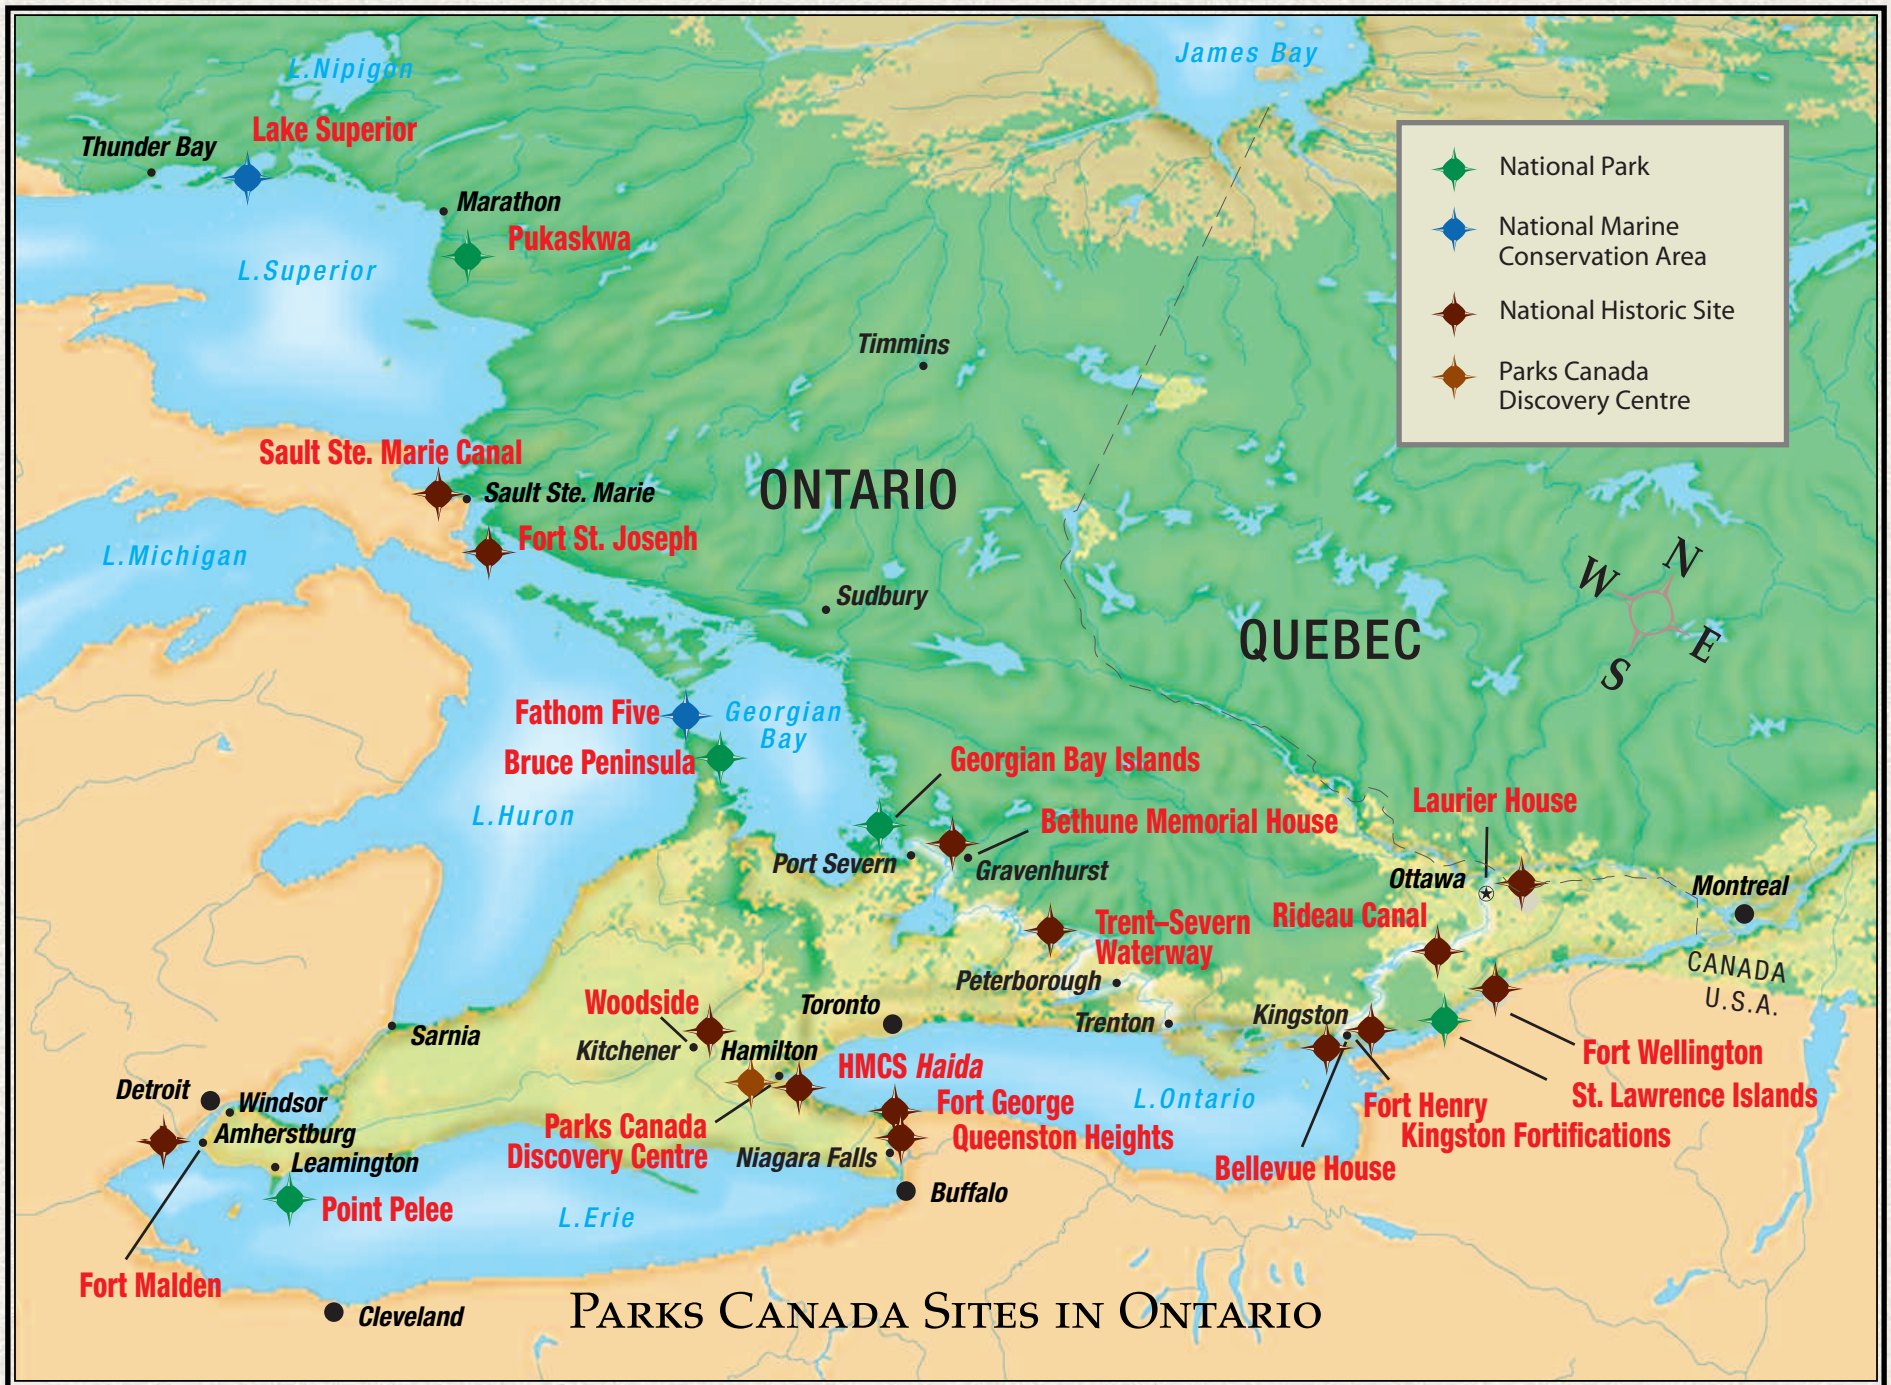 James Bay
L.Nipigon
Lake Superior
Thunder Bay
Marathon
Pukaskwa
L.Superior
National Park
National Marine
Conservation Area
National Historic Site
Parks Canada
Discovery Centre
Timmins
Sault Ste. Marie Canal
Sault Ste. Marie
ONTARIO
Fort St. Joseph
L.Michigan
Sudbury
QUEBEC
N
W
E
S
Fathom Five
Georgian
Bay
Bruce Peninsula
L.Huron
Georgian Bay Islands
Bethune Memorial House
Laurier House
Port Severn
Gravenhurst
Ottawa
Montreal
Rideau Canal
Trent–Severn
Waterway
Peterborough
CANADA
U.S.A.
Woodside
Toronto
Trenton
Kingston
Sarnia
Kitchener
Hamilton
HMCS Haida
Fort Wellington
Detroit
Windsor
Amherstburg
Leamington
Parks Canada
Discovery Centre
Fort George
Queenston Heights
Niagara Falls
L.Ontario
Fort Henry
Kingston Fortifications
St. Lawrence Islands
Bellevue House
Point Pelee
L.Erie
Buffalo
Fort Malden
Cleveland
Parks Canada Sites in Ontario